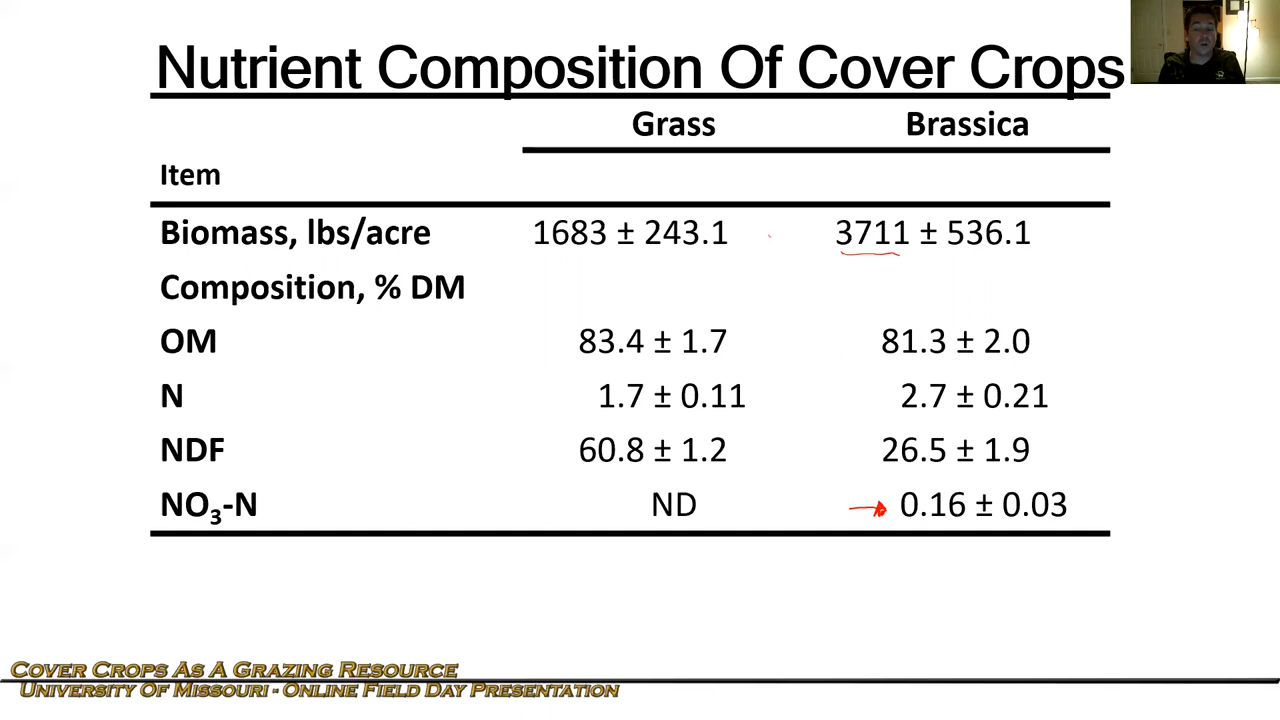 Nutrient Composition Of Cover Crops
Grass Brassica
Item
Biomass, lbs/acre 1683 ± 243.1 3711 ± 536.1
Composition, % DM
OM 83.4 ± 1.7 81.3 ± 2.0
N 1.7 ± 0.11 2.7 ± 0.21
NDF 60.8 ± 1.2 26.5 ± 1.9
NO₃-N ND 0.16 ± 0.03
Cover Crops As A Grazing Resource
University Of Missouri - Online Field Day Presentation